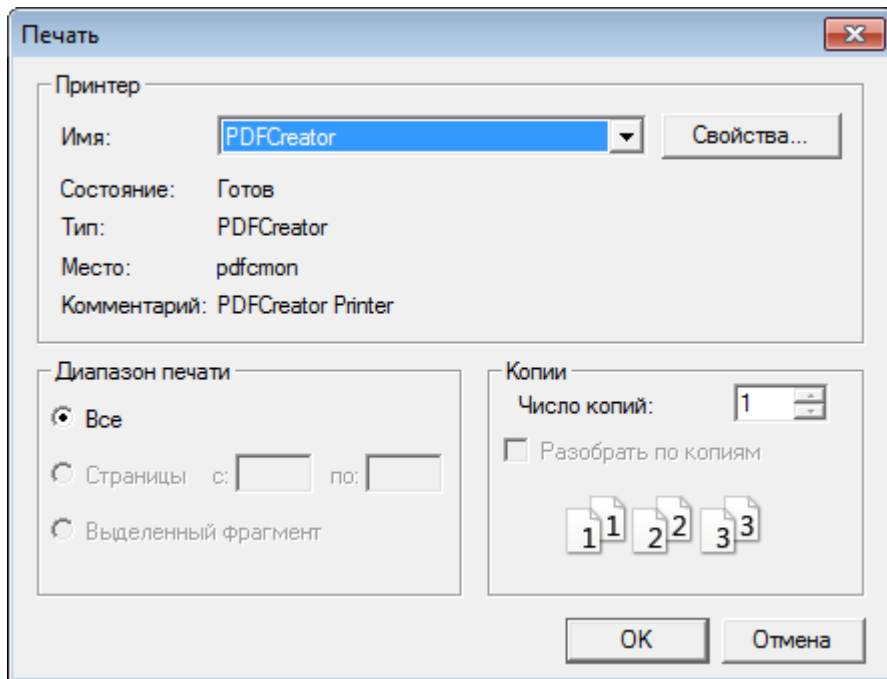 Печать
Принтер
Имя: PDFCreator Свойства...
Состояние: Готов
Тип: PDFCreator
Место: pdfcmon
Комментарий: PDFCreator Printer
Диапазон печати
Все
Страницы с: по:
Выделенный фрагмент
Копии
Число копий: 1
Разобрать по копиям
1 1 2 2 3 3
OK Отмена